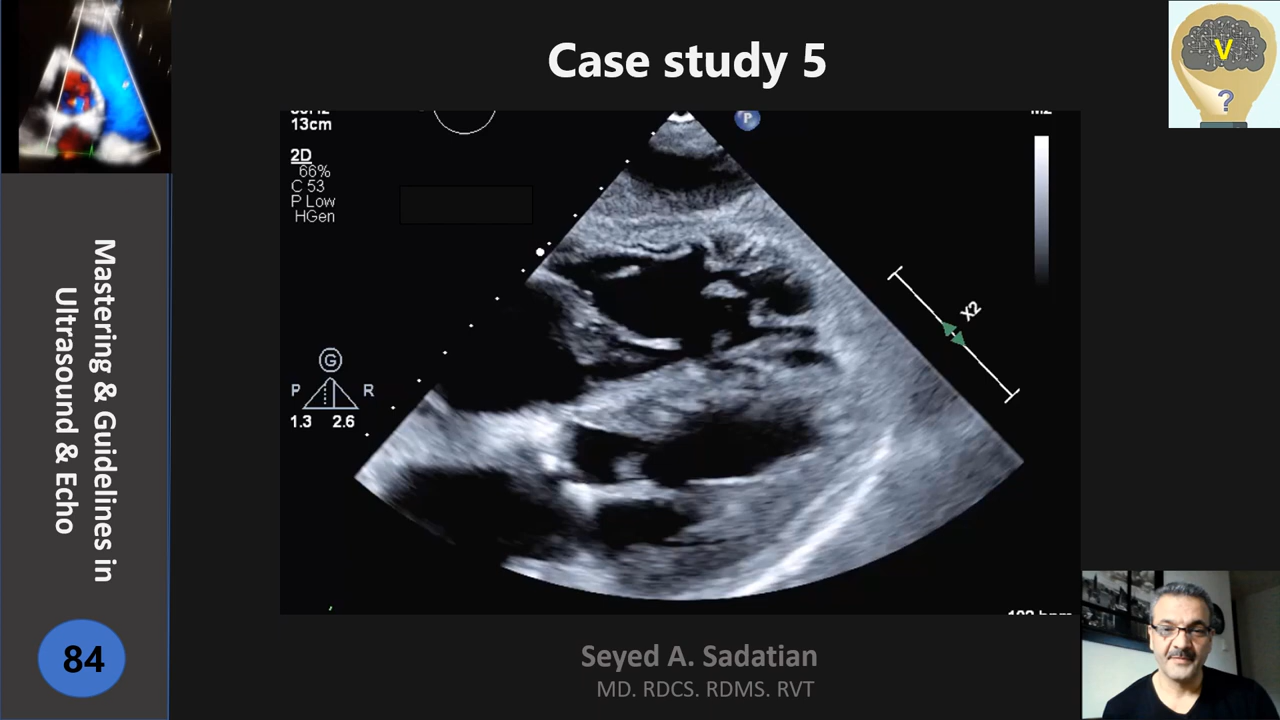 Case study 5
V
?
13cm
P
2D
66%
C 53
P Low
HGen
X2
G
P R
1.3 2.6
Mastering & Guidelines in
Ultrasound & Echo
84
Seyed A. Sadatian
MD. RDCS. RDMS. RVT